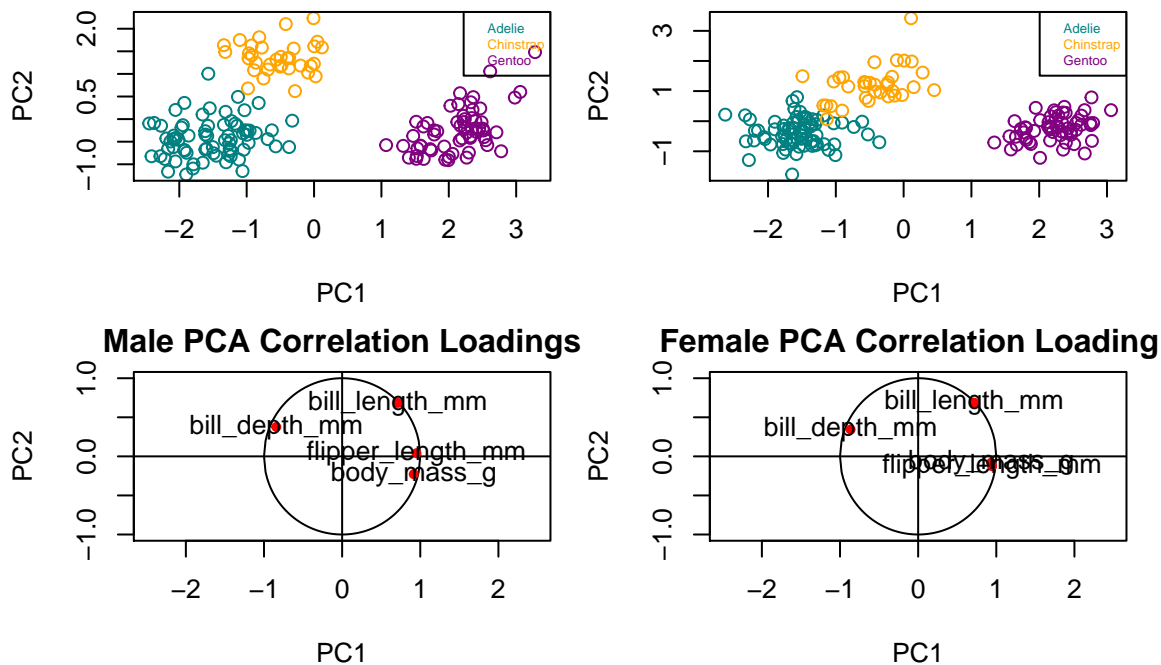 PC2
2.0
0.5
−1.0
Adelie
Chinstrap
Gentoo
−2 −1 0 1 2 3
PC1
PC2
3
1
−1
Adelie
Chinstrap
Gentoo
−2 −1 0 1 2 3
PC1
Male PCA Correlation Loadings
PC2
1.0
0.0
−1.0
bill_length_mm
bill_depth_mm
flipper_length_mm
body_mass_g
−2 −1 0 1 2
PC1
Female PCA Correlation Loading
PC2
1.0
0.0
−1.0
bill_length_mm
bill_depth_mm
body_mass_g
flipper_length_mm
−2 −1 0 1 2
PC1